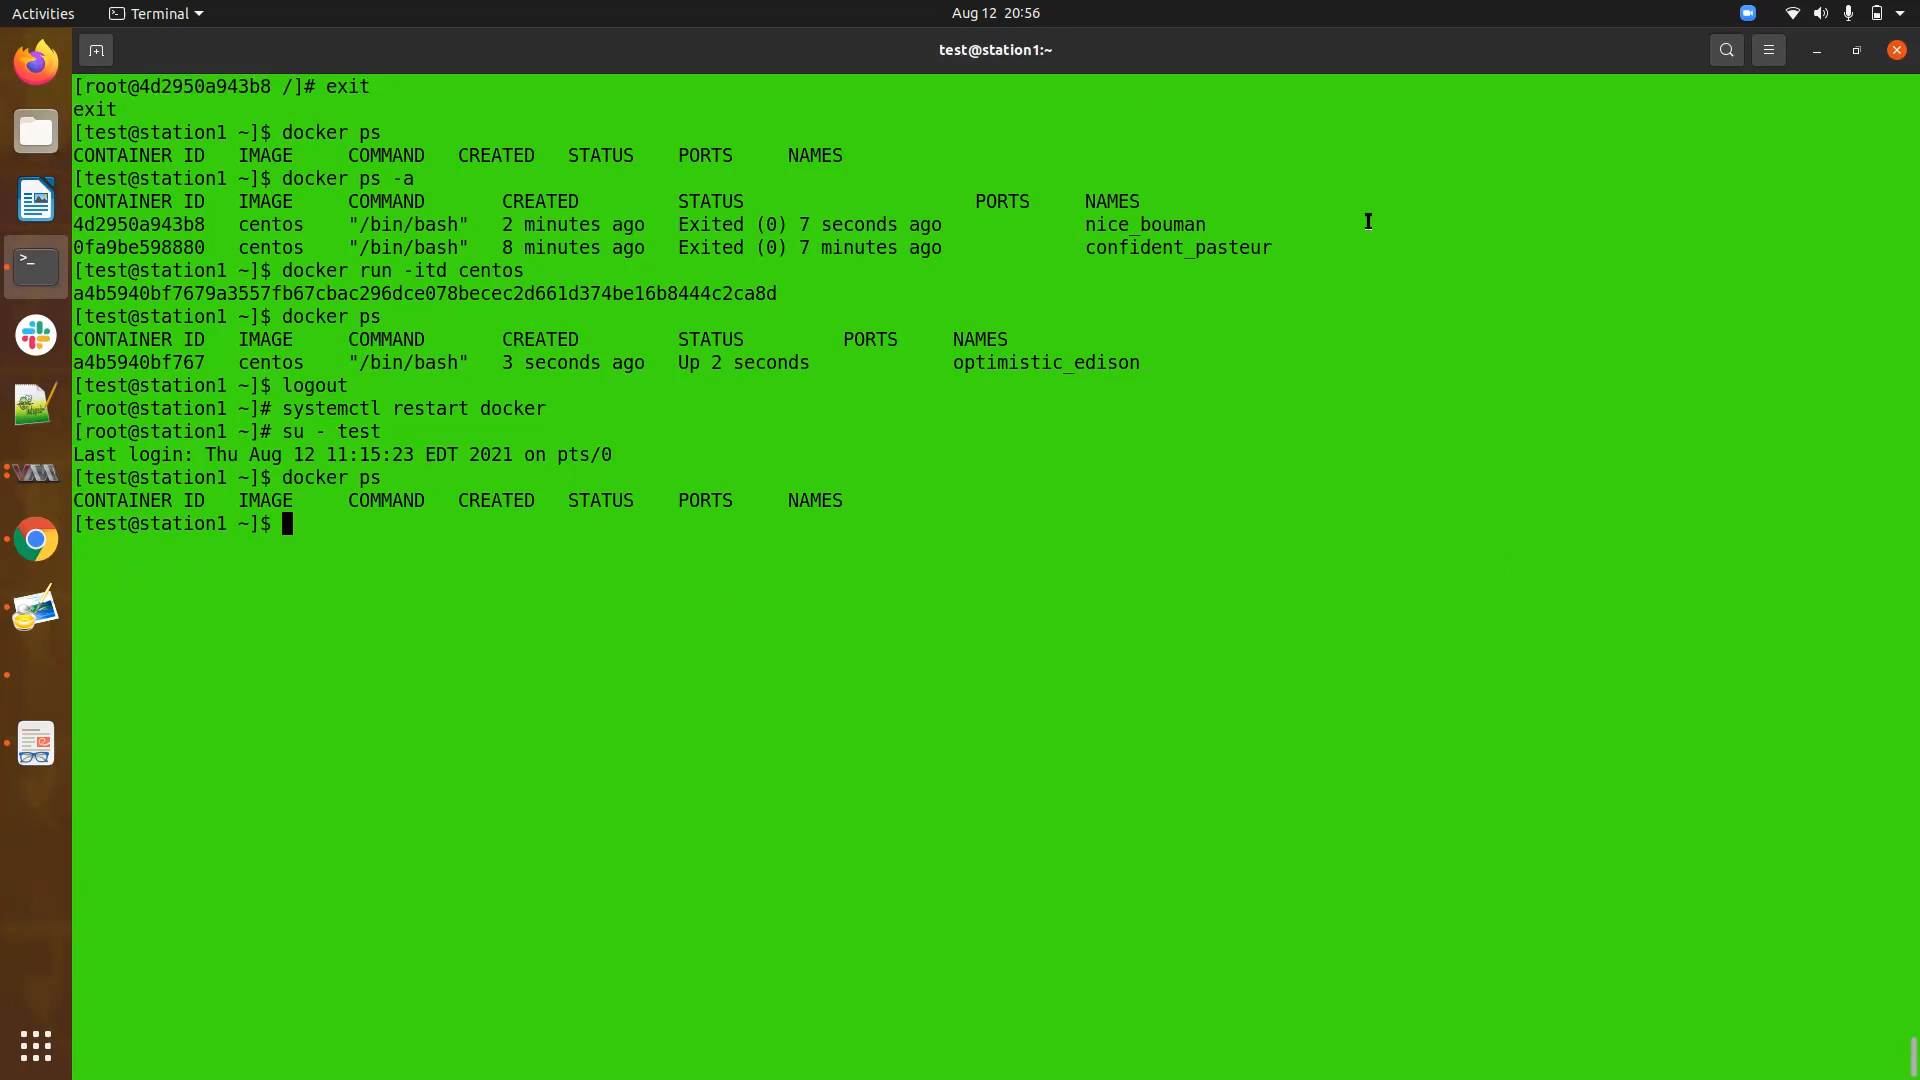 Activities
Terminal
Aug 12 20:56
test@station1:~
[root@4d2950a943b8 /]# exit
exit
[test@station1 ~]$ docker ps
CONTAINER ID   IMAGE     COMMAND   CREATED   STATUS    PORTS     NAMES
[test@station1 ~]$ docker ps -a
CONTAINER ID   IMAGE     COMMAND       CREATED         STATUS                     PORTS     NAMES
4d2950a943b8   centos    "/bin/bash"   2 minutes ago   Exited (0) 7 seconds ago             nice_bouman
0fa9be598880   centos    "/bin/bash"   8 minutes ago   Exited (0) 7 minutes ago             confident_pasteur
[test@station1 ~]$ docker run -itd centos
a4b5940bf7679a3557fb67cbac296dce078becec2d661d374be16b8444c2ca8d
[test@station1 ~]$ docker ps
CONTAINER ID   IMAGE     COMMAND       CREATED         STATUS         PORTS     NAMES
a4b5940bf767   centos    "/bin/bash"   3 seconds ago   Up 2 seconds             optimistic_edison
[test@station1 ~]$ logout
[root@station1 ~]# systemctl restart docker
[root@station1 ~]# su - test
Last login: Thu Aug 12 11:15:23 EDT 2021 on pts/0
[test@station1 ~]$ docker ps
CONTAINER ID   IMAGE     COMMAND   CREATED   STATUS    PORTS     NAMES
[test@station1 ~]$